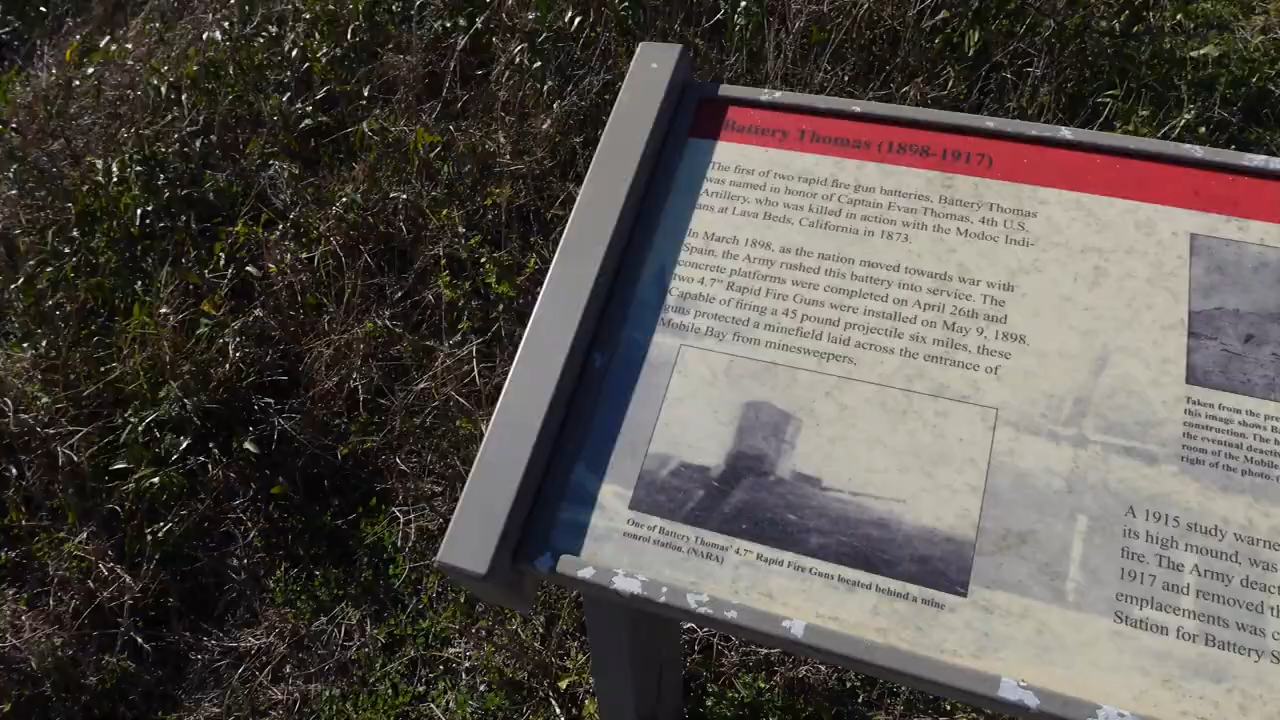 Battery Thomas (1898-1917)
The first of two rapid fire gun batteries, Battery Thomas
was named in honor of Captain Evan Thomas, 4th U.S.
Artillery, who was killed in action with the Modoc Indi-
ans at Lava Beds, California in 1873.
In March 1898, as the nation moved towards war with
Spain, the Army rushed this battery into service. The
concrete platforms were completed on April 26th and
two 4.7" Rapid Fire Guns were installed on May 9, 1898.
Capable of firing a 45 pound projectile six miles, these
guns protected a minefield laid across the entrance of
Mobile Bay from minesweepers.
One of Battery Thomas' 4.7" Rapid Fire Guns located behind a mine
conrol station. (NARA)
Taken from the
this image shows
construction. The
the eventual
room of the Mobile
right of the photo.
A 1915 study
its high mound, was
fire. The Army
1917 and removed
emplacements was
Station for Battery